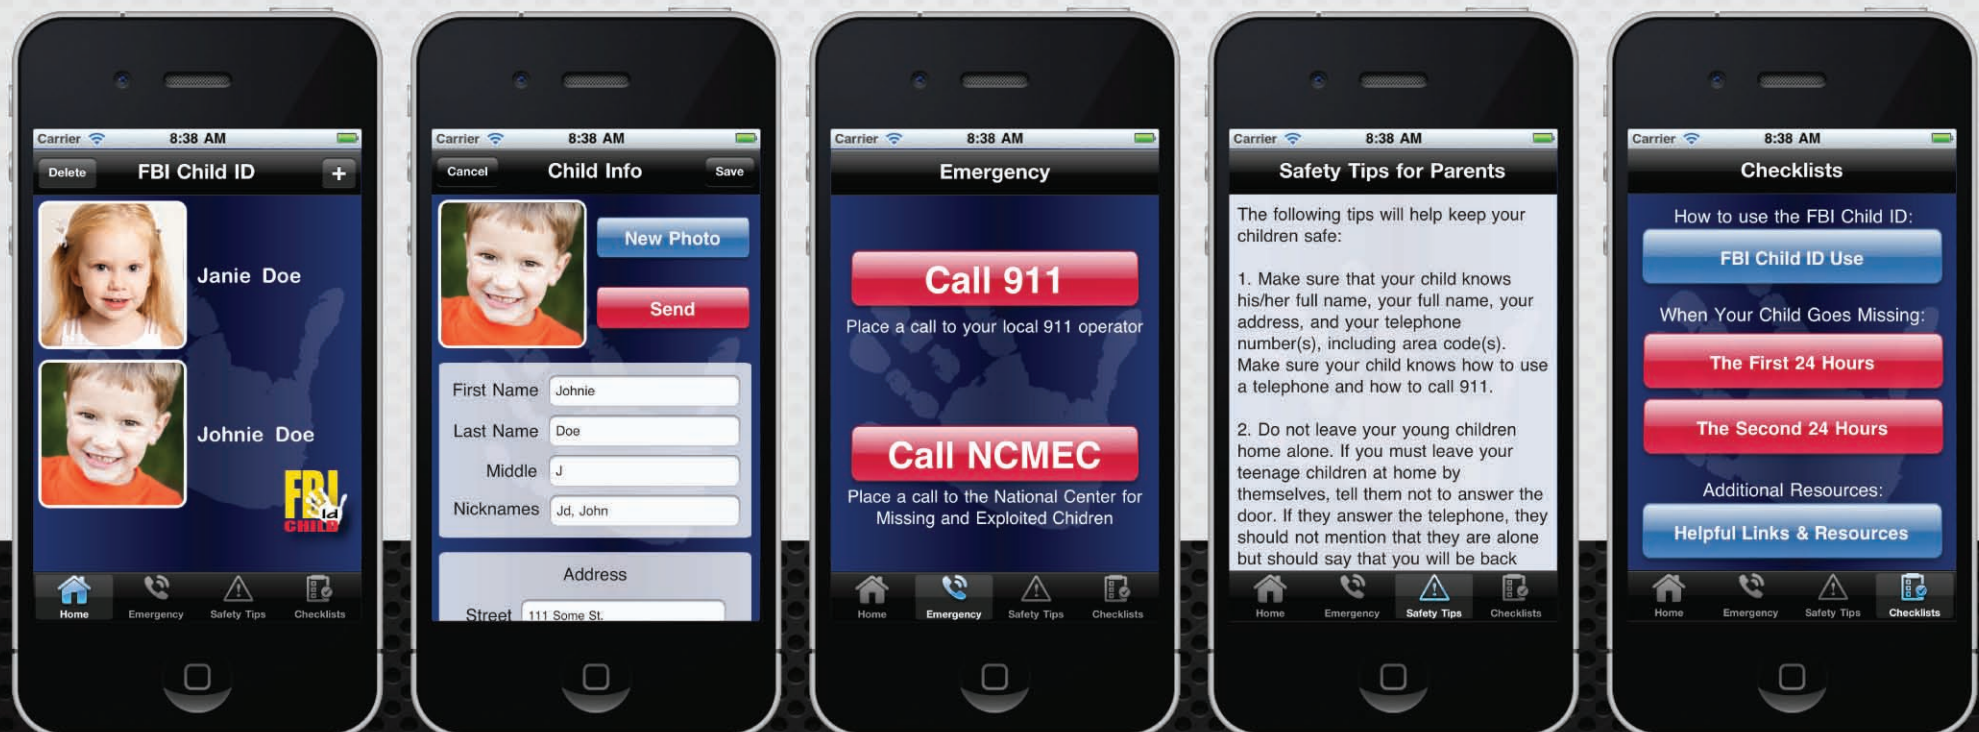 Carrier 8:38 AM
Delete FBI Child ID +
Janie Doe
Johnie Doe
FBI
Id
CHILD
Home Emergency Safety Tips Checklists
Carrier 8:38 AM
Cancel Child Info Save
New Photo
Send
First Name Johnie
Last Name Doe
Middle J
Nicknames Jd, John
Address
Street 111 Some St.
Carrier 8:38 AM
Emergency
Call 911
Place a call to your local 911 operator
Call NCMEC
Place a call to the National Center for
Missing and Exploited Chidren
Home Emergency Safety Tips Checklists
Carrier 8:38 AM
Safety Tips for Parents
The following tips will help keep your
children safe:
1. Make sure that your child knows
his/her full name, your full name, your
address, and your telephone
number(s), including area code(s).
Make sure your child knows how to use
a telephone and how to call 911.
2. Do not leave your young children
home alone. If you must leave your
teenage children at home by
themselves, tell them not to answer the
door. If they answer the telephone, they
should not mention that they are alone
but should say that you will be back
Home Emergency Safety Tips Checklists
Carrier 8:38 AM
Checklists
How to use the FBI Child ID:
FBI Child ID Use
When Your Child Goes Missing:
The First 24 Hours
The Second 24 Hours
Additional Resources:
Helpful Links & Resources
Home Emergency Safety Tips Checklists